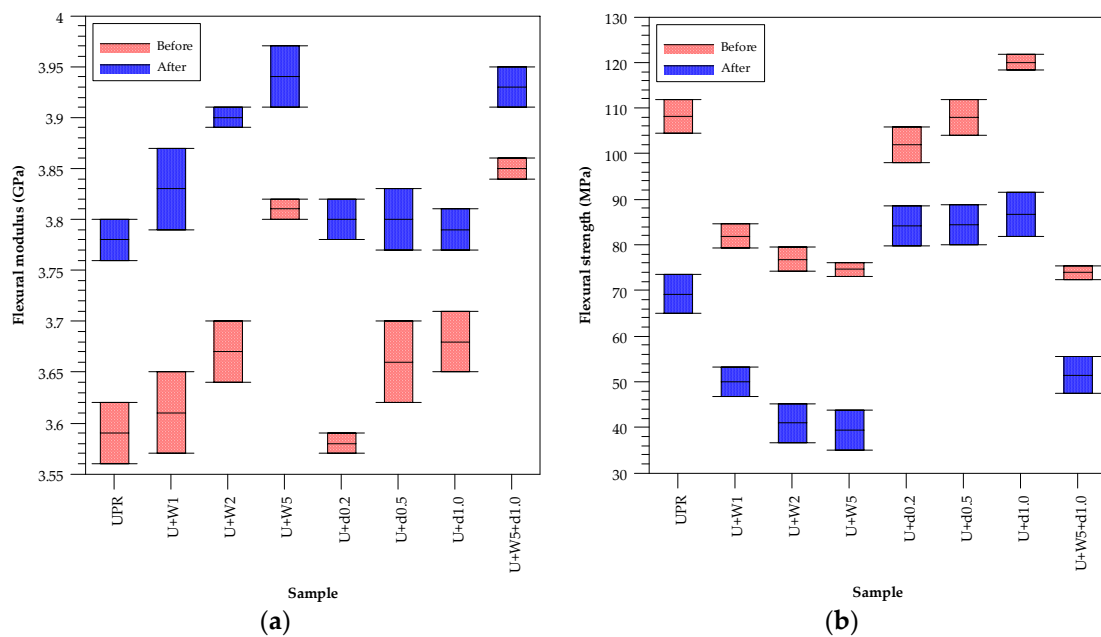 4
3.95
3.9
3.85
3.8
3.75
3.7
3.65
3.6
3.55
Flexural modulus (GPa)
Before
After
UPR
U+W1
U+W2
U+W5
U+d0.2
U+d0.5
U+d1.0
U+W5+d1.0
Sample
(a)
130
120
110
100
90
80
70
60
50
40
30
Flexural strength (MPa)
Before
After
UPR
U+W1
U+W2
U+W5
U+d0.2
U+d0.5
U+d1.0
U+W5+d1.0
Sample
(b)